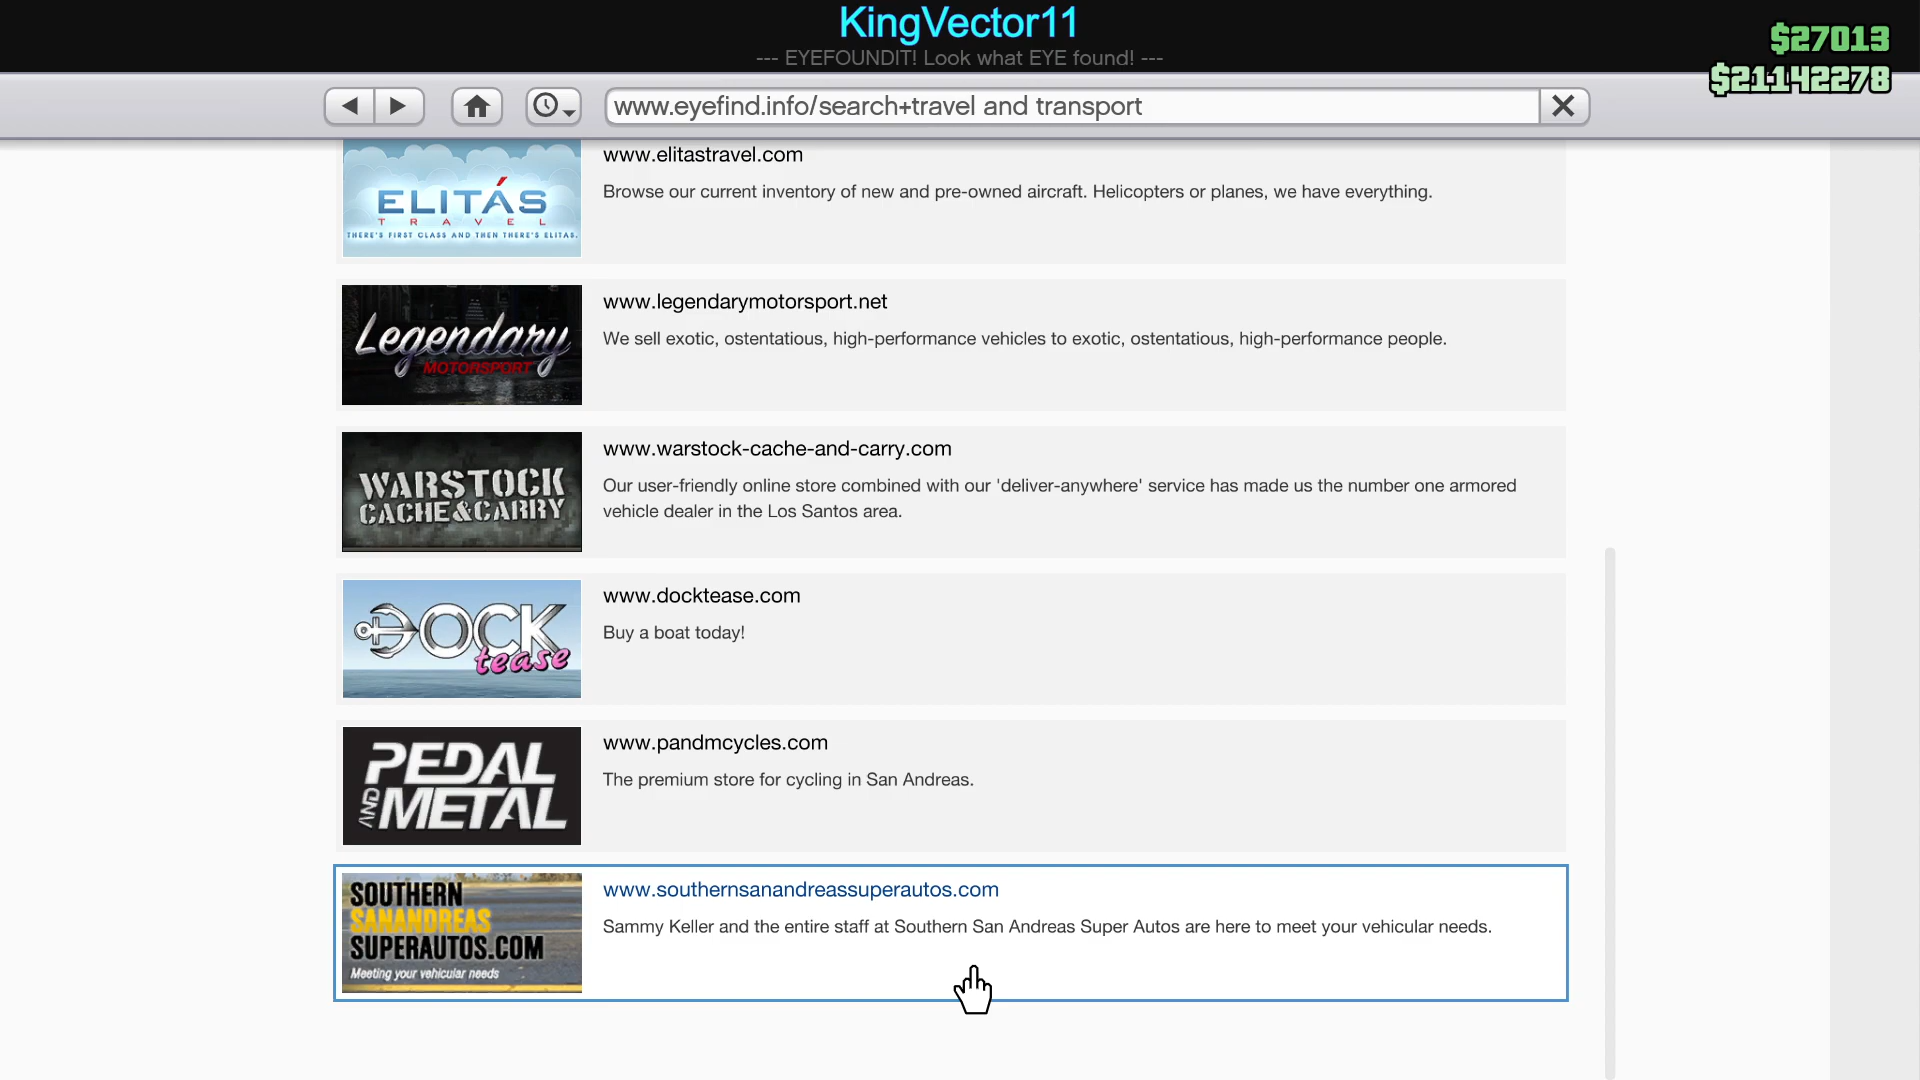 KingVector11
--- EYEFOUNDIT! Look what EYE found! ---
$27013
$21142278
www.eyefind.info/search+travel and transport
ELITÁS
TRAVEL
THERE'S FIRST CLASS AND THEN THERE'S ELITAS.
www.elitastravel.com
Browse our current inventory of new and pre-owned aircraft. Helicopters or planes, we have everything.
Legendary
MOTORSPORT
www.legendarymotorsport.net
We sell exotic, ostentatious, high-performance vehicles to exotic, ostentatious, high-performance people.
WARSTOCK
CACHE&CARRY
www.warstock-cache-and-carry.com
Our user-friendly online store combined with our 'deliver-anywhere' service has made us the number one armored
vehicle dealer in the Los Santos area.
DOCK
tease
www.docktease.com
Buy a boat today!
PEDAL
AND METAL
www.pandmcycles.com
The premium store for cycling in San Andreas.
SOUTHERN
SANANDREAS
SUPERAUTOS.COM
Meeting your vehicular needs
www.southernsanandreassuperautos.com
Sammy Keller and the entire staff at Southern San Andreas Super Autos are here to meet your vehicular needs.